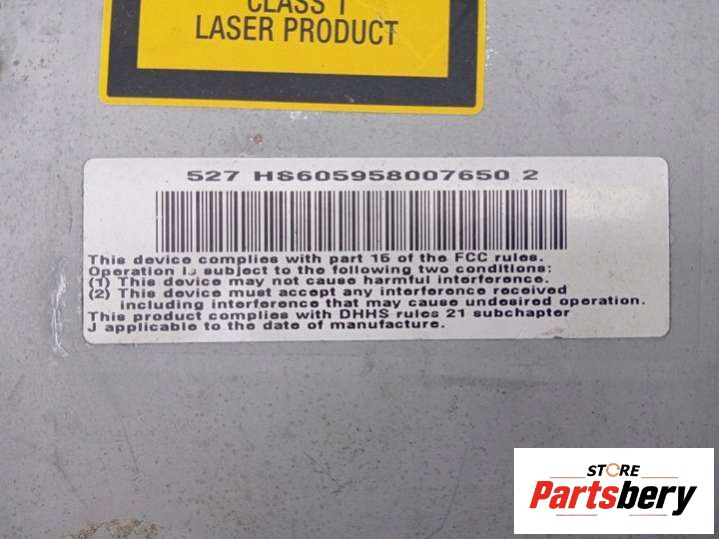 CLASS 1
LASER PRODUCT
527 HS605958007650 2
This device complies with part 15 of the FCC rules.
Operation is subject to the following two conditions:
(1) This device may not cause harmful interference.
(2) This device must accept any interference received
including interference that may cause undesired operation.
This product complies with DHHS rules 21 subchapter
J applicable to the date of manufacture.
STORE
Partsbery